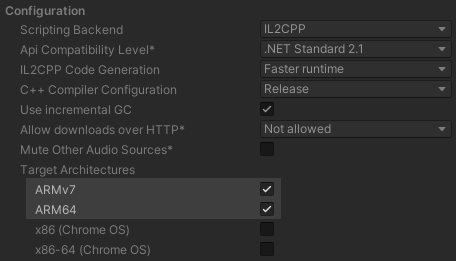 Configuration
Scripting Backend IL2CPP
Api Compatibility Level* .NET Standard 2.1
IL2CPP Code Generation Faster runtime
C++ Compiler Configuration Release
Use incremental GC
Allow downloads over HTTP* Not allowed
Mute Other Audio Sources*
Target Architectures
ARMv7
ARM64
x86 (Chrome OS)
x86-64 (Chrome OS)